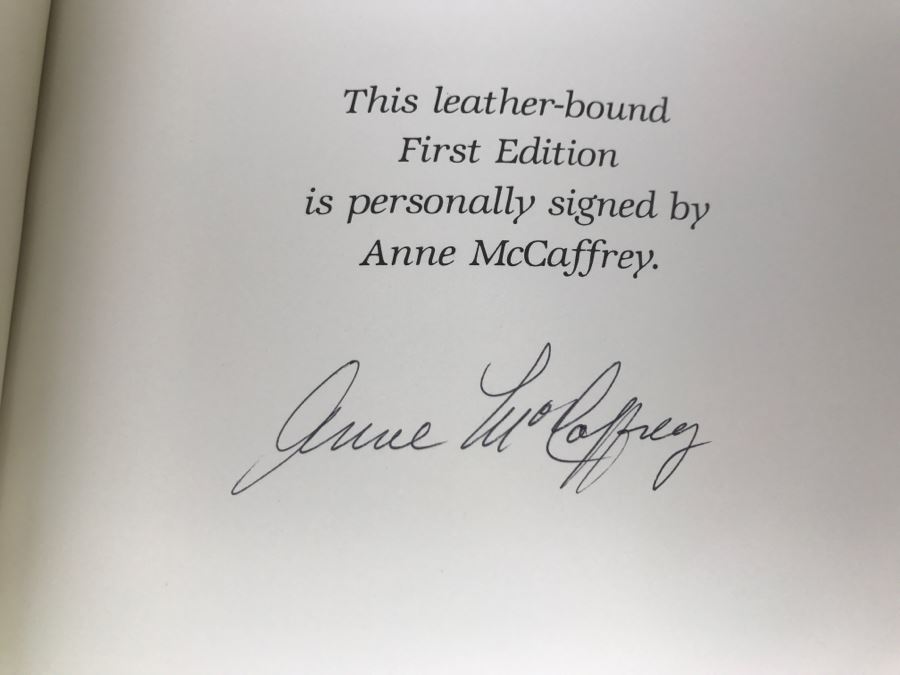 This leather-bound
First Edition
is personally signed by
Anne McCaffrey.
Anne McCaffrey